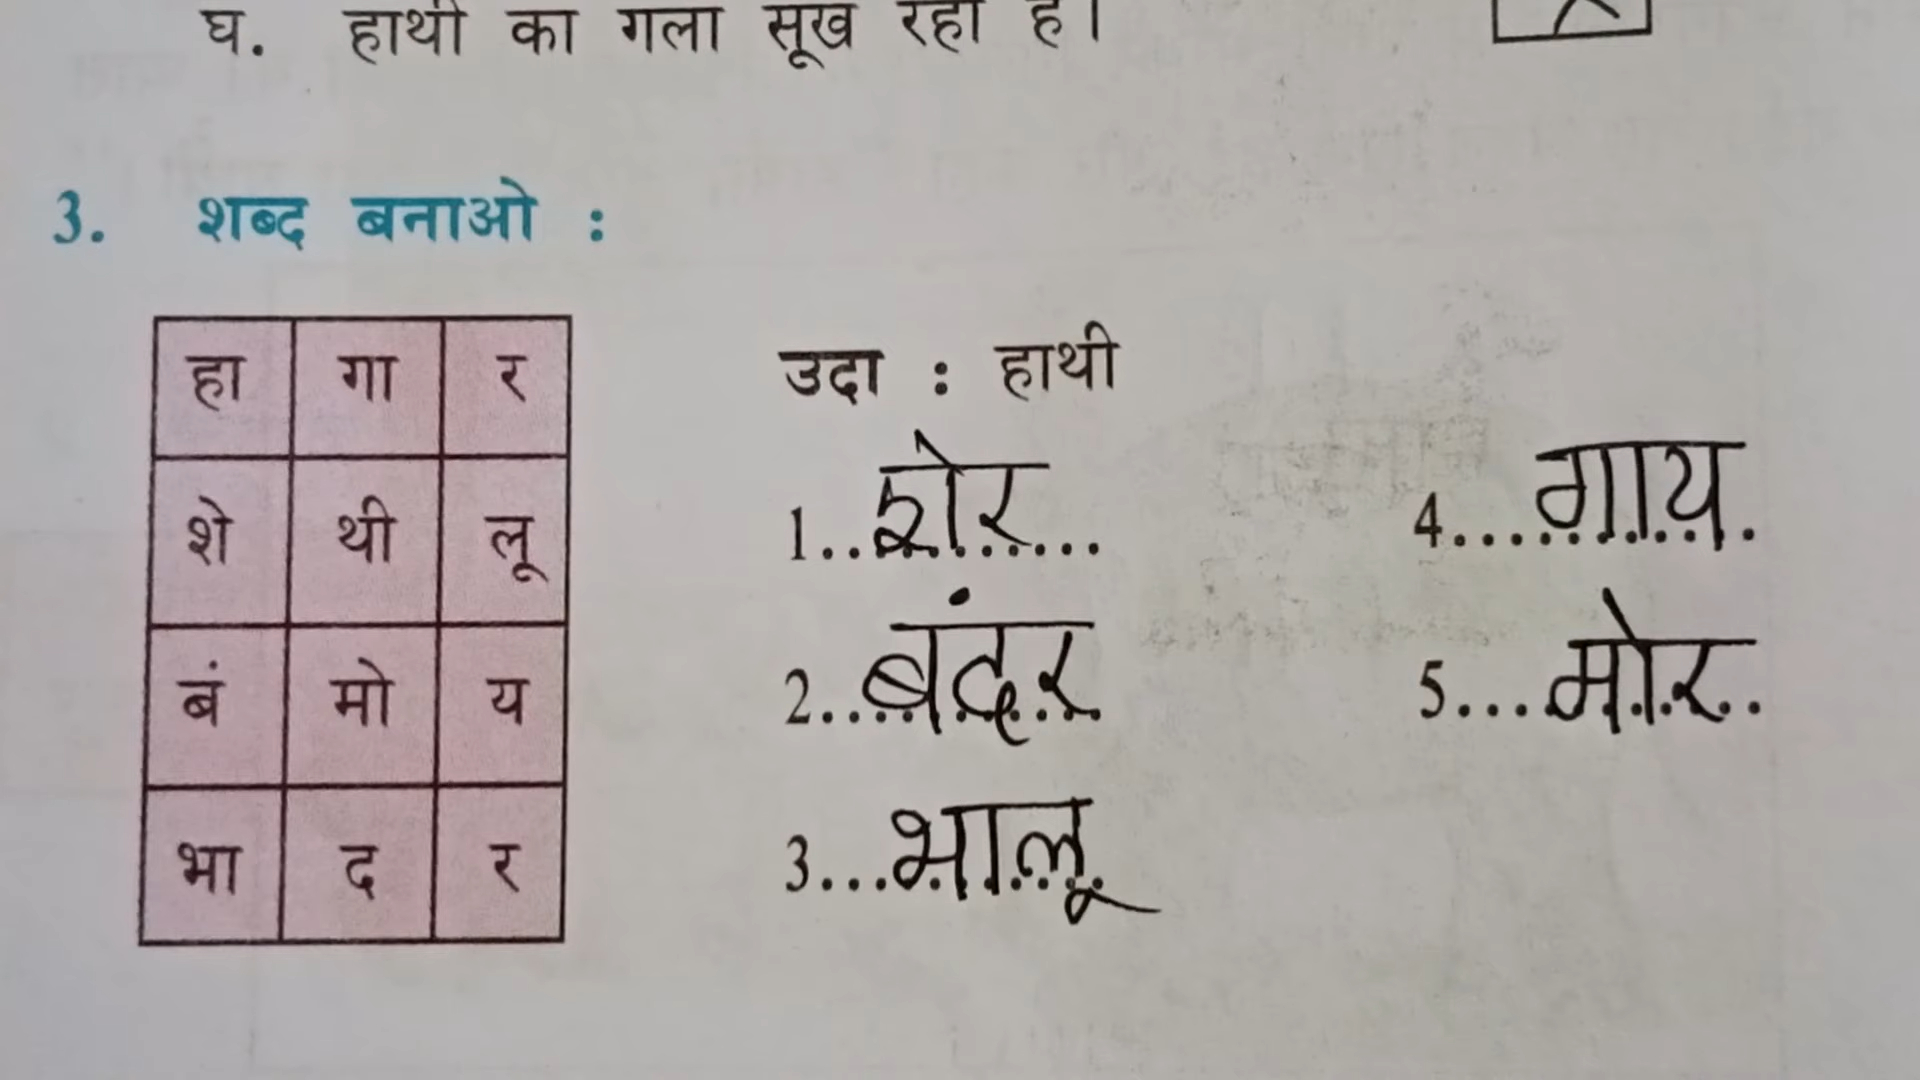 घ. हाथी का गला सूख रहा है।
3. शब्द बनाओ :
हा गा र
शे थी लू
बं मो य
भा द र
उदा : हाथी
1..शेर...
4....गाय.
2..बंदर
5...मोर..
3...भालू